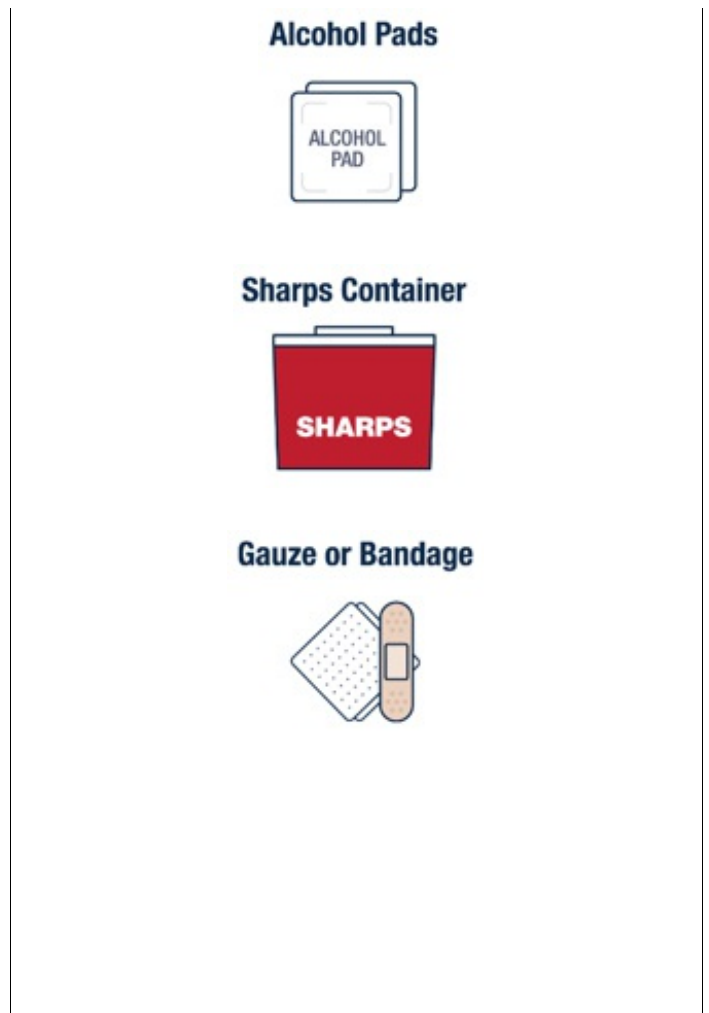 Alcohol Pads
ALCOHOL
PAD
Sharps Container
SHARPS
Gauze or Bandage